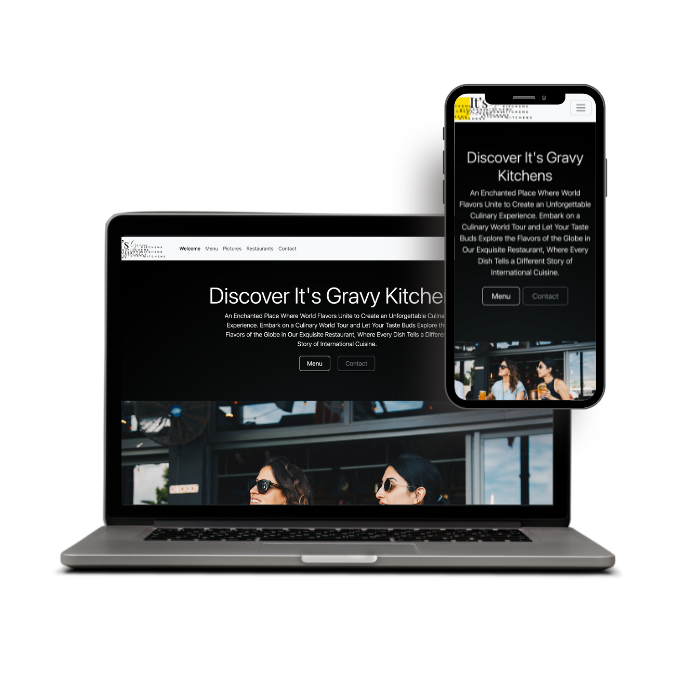 It's
KITCHENS
Discover It's Gravy
Kitchens
An Enchanted Place Where World
Flavors Unite to Create an Unforgettable
Culinary Experience. Embark on a
Culinary World Tour and Let Your Taste
Buds Explore the Flavors of the Globe in
Our Exquisite Restaurant, Where Every
Dish Tells a Different Story of
International Cuisine.
Menu Contact
Welcome Menu Pictures Restaurants Contact
Discover It's Gravy Kitche
An Enchanted Place Where World Flavors Unite to Create an Unforgettable Culina
Experience. Embark on a Culinary World Tour and Let Your Taste Buds Explore th
Flavors of the Globe in Our Exquisite Restaurant, Where Every Dish Tells a Differe
Story of International Cuisine.
Menu Contact